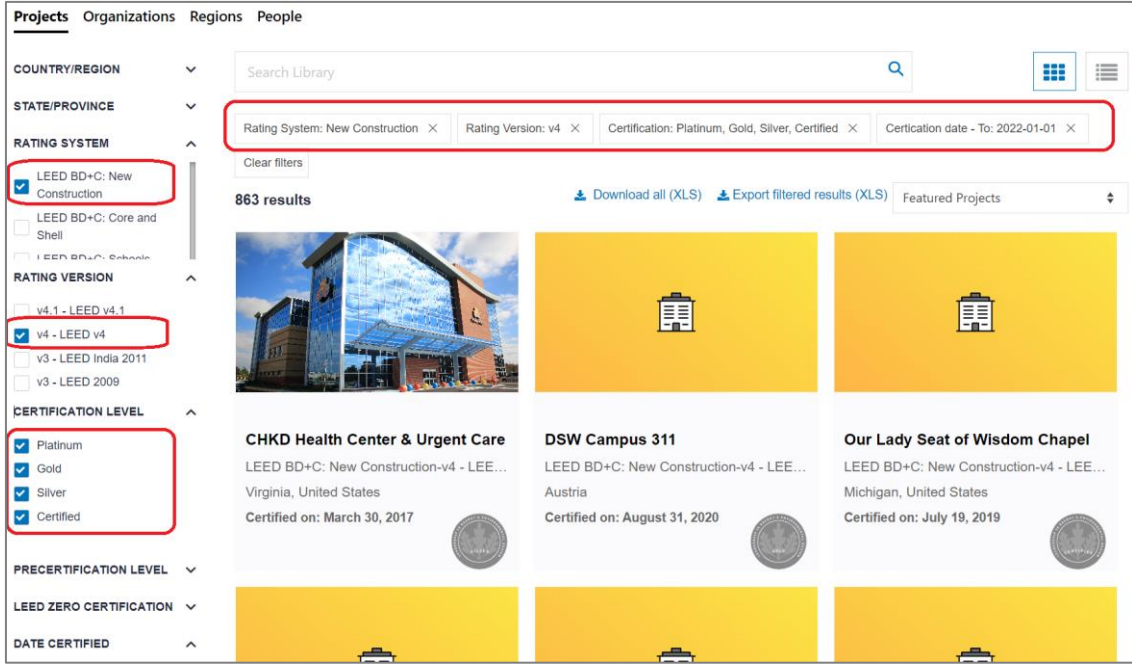 Projects Organizations Regions People
COUNTRY/REGION
STATE/PROVINCE
RATING SYSTEM
LEED BD+C: New
Construction
LEED BD+C: Core and
Shell
LEED BD+C: Schools
RATING VERSION
v4.1 - LEED v4.1
v4 - LEED v4
v3 - LEED India 2011
v3 - LEED 2009
CERTIFICATION LEVEL
Platinum
Gold
Silver
Certified
PRECERTIFICATION LEVEL
LEED ZERO CERTIFICATION
DATE CERTIFIED
Search Library
Rating System: New Construction × Rating Version: v4 × Certification: Platinum, Gold, Silver, Certified × Certication date - To: 2022-01-01 ×
Clear filters
863 results Download all (XLS) Export filtered results (XLS) Featured Projects
CHKD Health Center & Urgent Care
LEED BD+C: New Construction-v4 - LEE...
Virginia, United States
Certified on: March 30, 2017
DSW Campus 311
LEED BD+C: New Construction-v4 - LEE...
Austria
Certified on: August 31, 2020
Our Lady Seat of Wisdom Chapel
LEED BD+C: New Construction-v4 - LEE...
Michigan, United States
Certified on: July 19, 2019